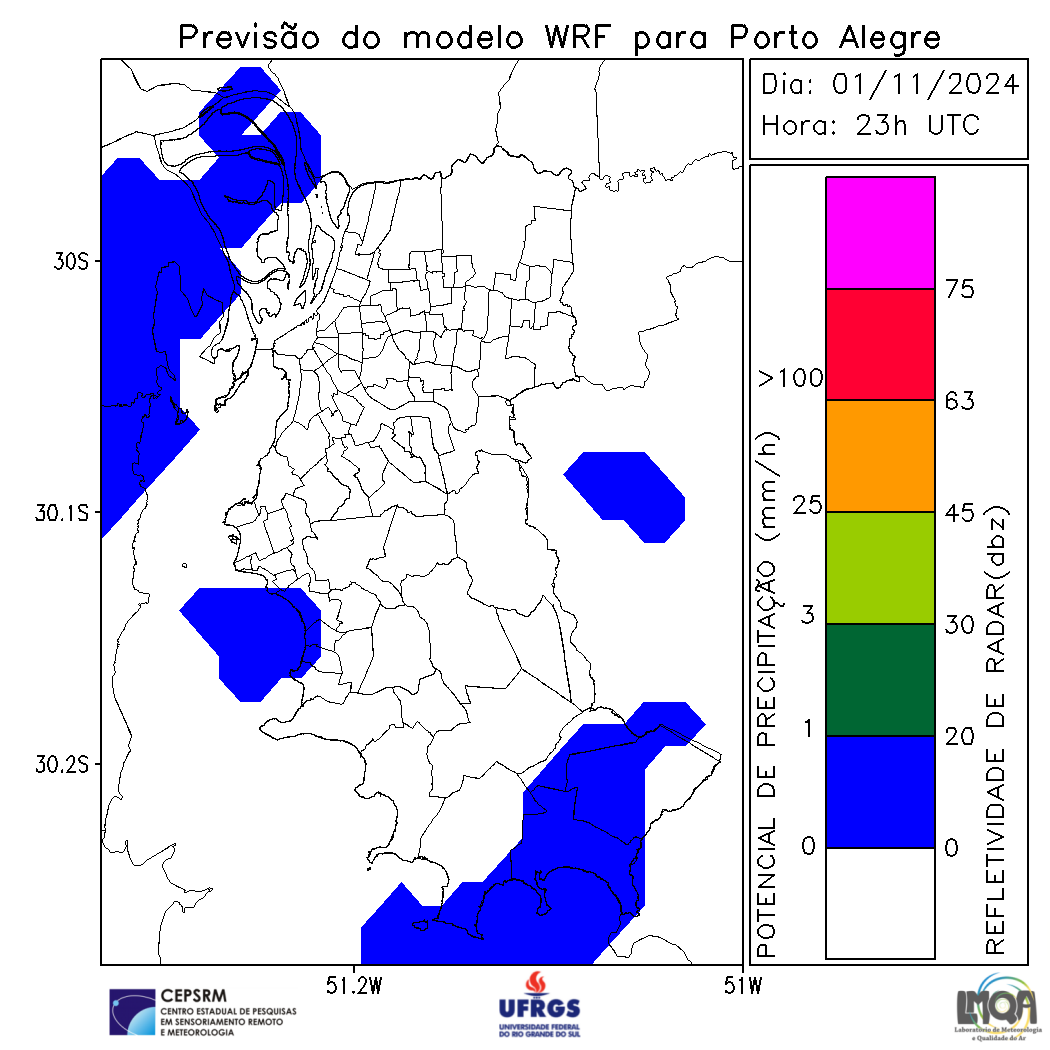 Previsão do modelo WRF para Porto Alegre
Dia: 01/11/2024
Hora: 23h UTC
30S
30.1S
30.2S
51.2W
51W
POTENCIAL DE PRECIPITAÇÃO (mm/h)
>100
25
3
1
0
75
63
45
30
20
0
REFLETIVIDADE DE RADAR(dbz)
CEPSRM
CENTRO ESTADUAL DE PESQUISAS
EM SENSORIAMENTO REMOTO
E METEOROLOGIA
UFRGS
UNIVERSIDADE FEDERAL
DO RIO GRANDE DO SUL
LMQA
Laboratório de Meteorologia
e Qualidade do Ar